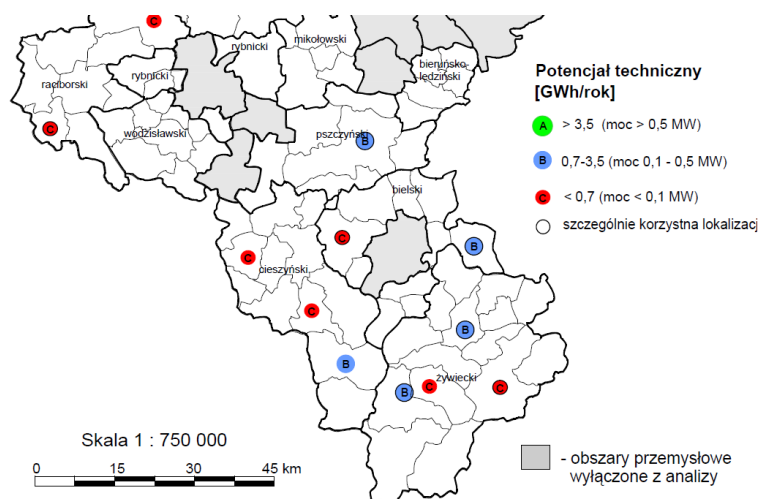 C
rybnicki
mikołowski
bieruńsko-
lędziński
raciborski
rybnicki
C
wodzisławski
pszczyński
B
bielski
C
B
C
cieszyński
C
B
B
żywiecki
B
C
C
Potencjał techniczny
[GWh/rok]
A > 3,5 (moc > 0,5 MW)
B 0,7-3,5 (moc 0,1 - 0,5 MW)
C < 0,7 (moc < 0,1 MW)
szczególnie korzystna lokalizacj
Skala 1 : 750 000
0 15 30 45 km
- obszary przemysłowe
wyłączone z analizy